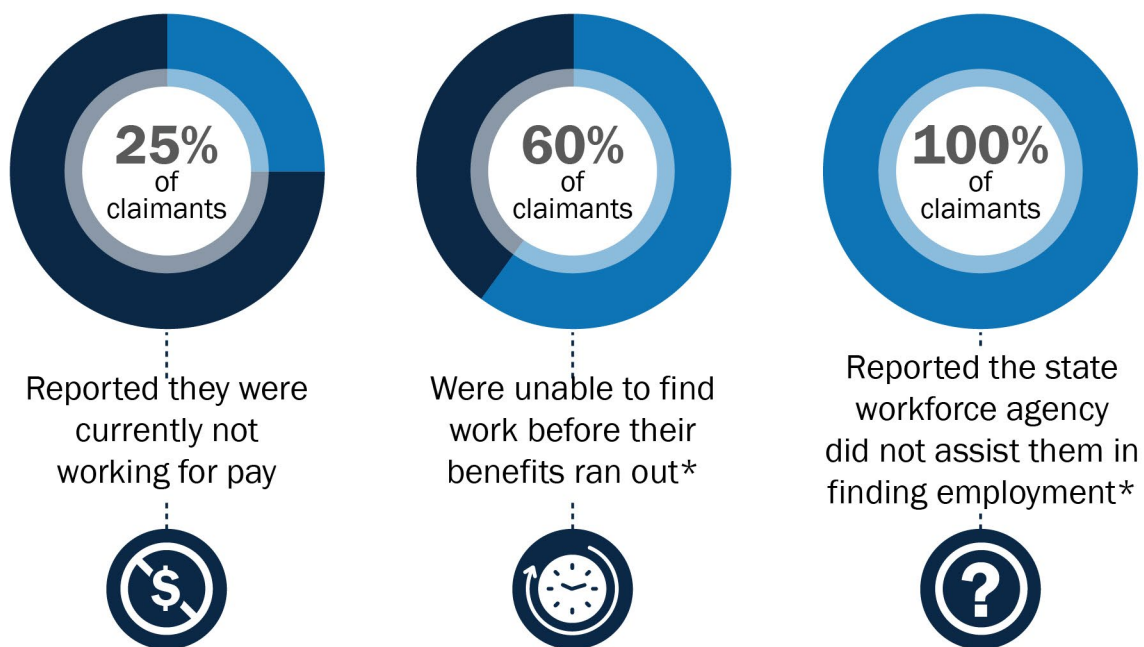 25%
of
claimants
Reported they were
currently not
working for pay
$
60%
of
claimants
Were unable to find
work before their
benefits ran out*
100%
of
claimants
Reported the state
workforce agency
did not assist them in
finding employment*
?